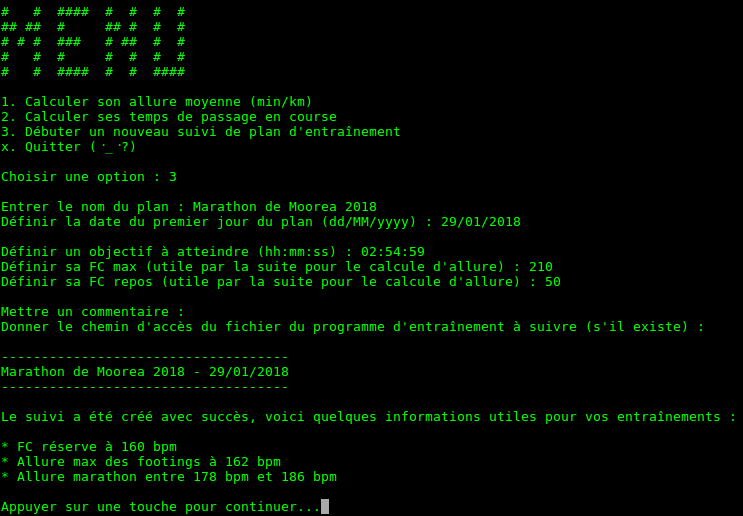 MENU
1. Calculer son allure moyenne (min/km)
2. Calculer ses temps de passage en course
3. Débuter un nouveau suivi de plan d'entraînement
x. Quitter (·_·?)
Choisir une option : 3
Entrer le nom du plan : Marathon de Moorea 2018
Définir la date du premier jour du plan (dd/MM/yyyy) : 29/01/2018
Définir un objectif à atteindre (hh:mm:ss) : 02:54:59
Définir sa FC max (utile par la suite pour le calcule d'allure) : 210
Définir sa FC repos (utile par la suite pour le calcule d'allure) : 50
Mettre un commentaire :
Donner le chemin d'accès du fichier du programme d'entraînement à suivre (s'il existe) :
------------------------------------
Marathon de Moorea 2018 - 29/01/2018
------------------------------------
Le suivi a été créé avec succès, voici quelques informations utiles pour vos entraînements :
* FC réserve à 160 bpm
* Allure max des footings à 162 bpm
* Allure marathon entre 178 bpm et 186 bpm
Appuyer sur une touche pour continuer...